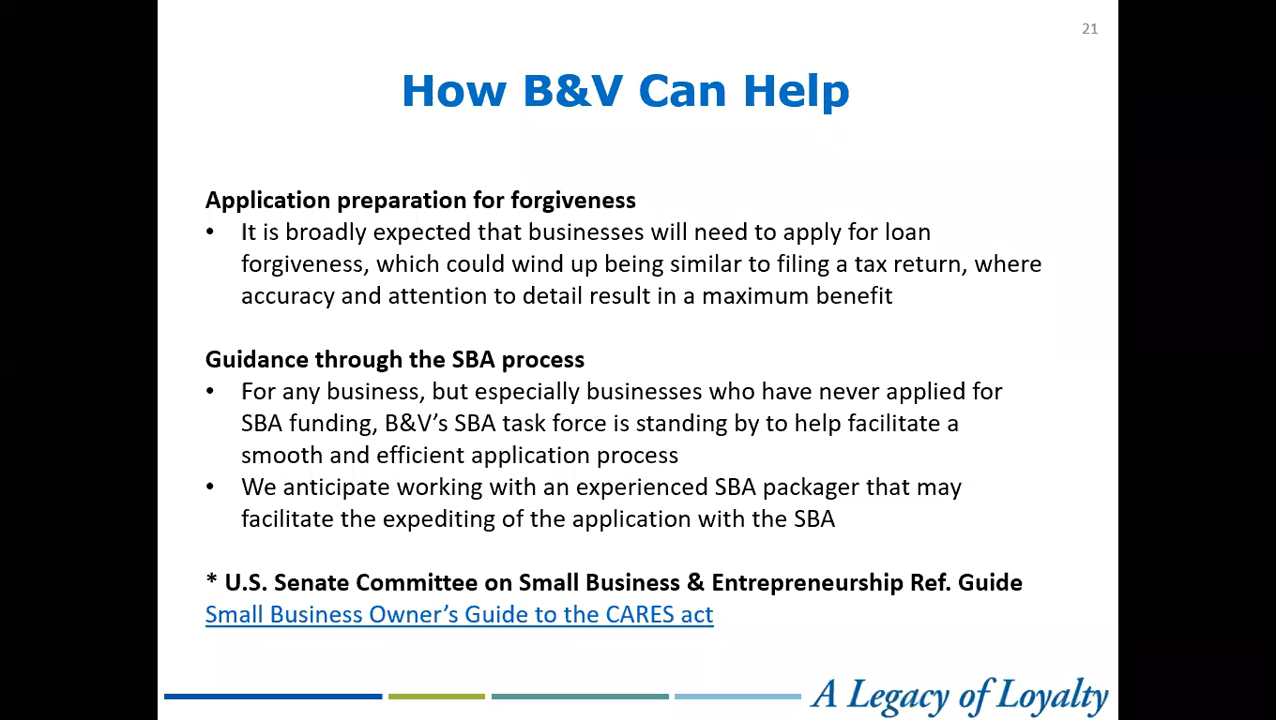 21
How B&V Can Help
Application preparation for forgiveness
• It is broadly expected that businesses will need to apply for loan
forgiveness, which could wind up being similar to filing a tax return, where
accuracy and attention to detail result in a maximum benefit
Guidance through the SBA process
• For any business, but especially businesses who have never applied for
SBA funding, B&V’s SBA task force is standing by to help facilitate a
smooth and efficient application process
• We anticipate working with an experienced SBA packager that may
facilitate the expediting of the application with the SBA
* U.S. Senate Committee on Small Business & Entrepreneurship Ref. Guide
Small Business Owner’s Guide to the CARES act
A Legacy of Loyalty